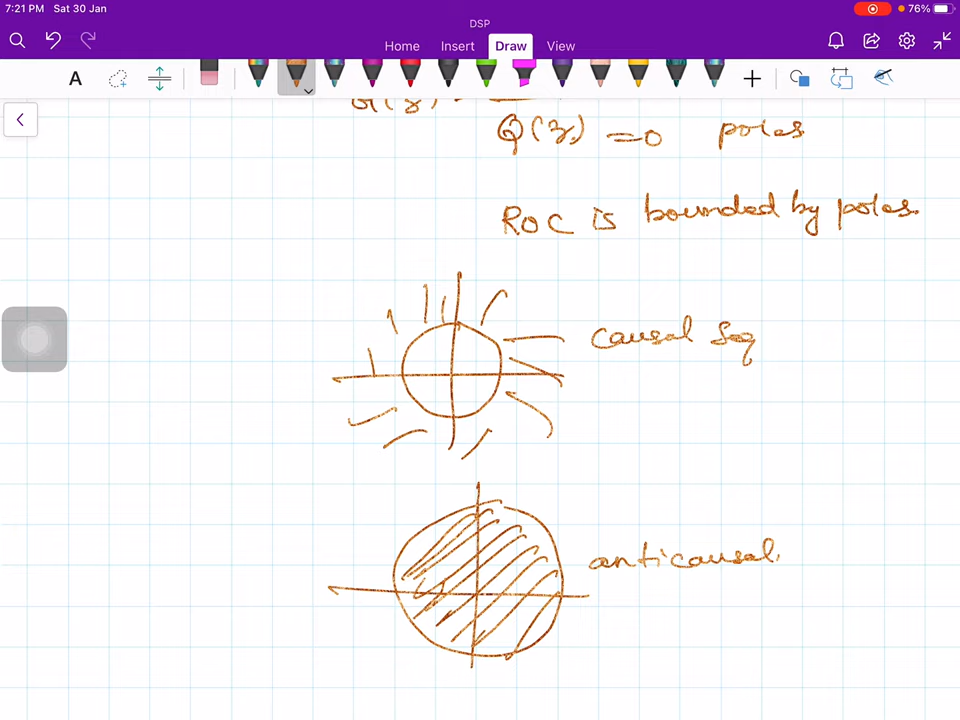 7:21 PM Sat 30 Jan
76%
DSP
Home Insert Draw View
A
Q(z) =0 poles
ROC is bounded by poles.
causal seq
anticausal.